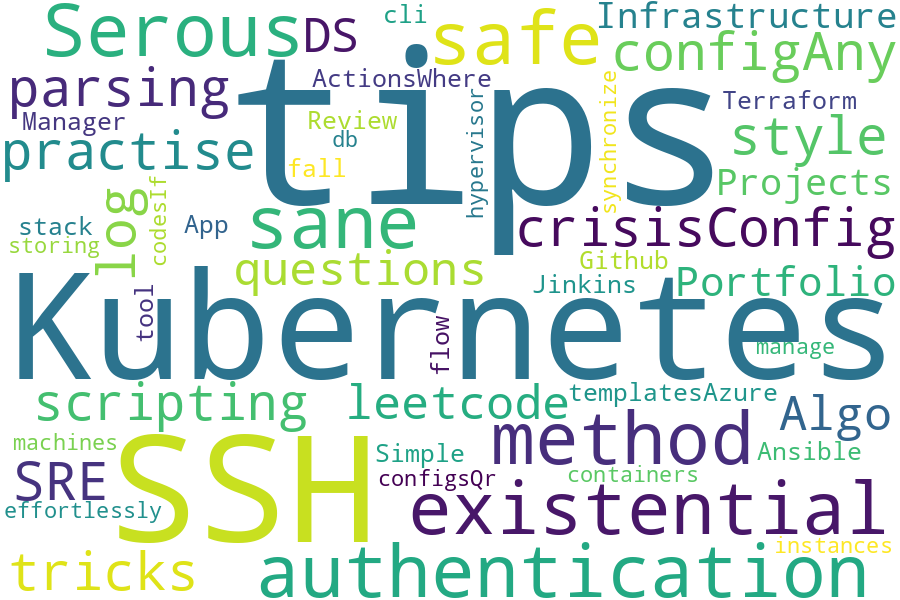 cli
Infrastructure
Serous
DS
safe
configAny
parsing
ActionsWhere
tips
synchronize
hypervisor
Terraform
Manager
Review
style
practise
db
fall
Projects
codesIf
log
stack
App
sane
crisisConfig
storing
questions
Github
Jinkins
Portfolio
Kubernetes
tool
flow
manage
scripting
leetcode
templatesAzure
Algo
machines
SSH
Simple
method
Ansible
SRE
configsQr
containers
effortlessly
existential
tricks
authentication
instances